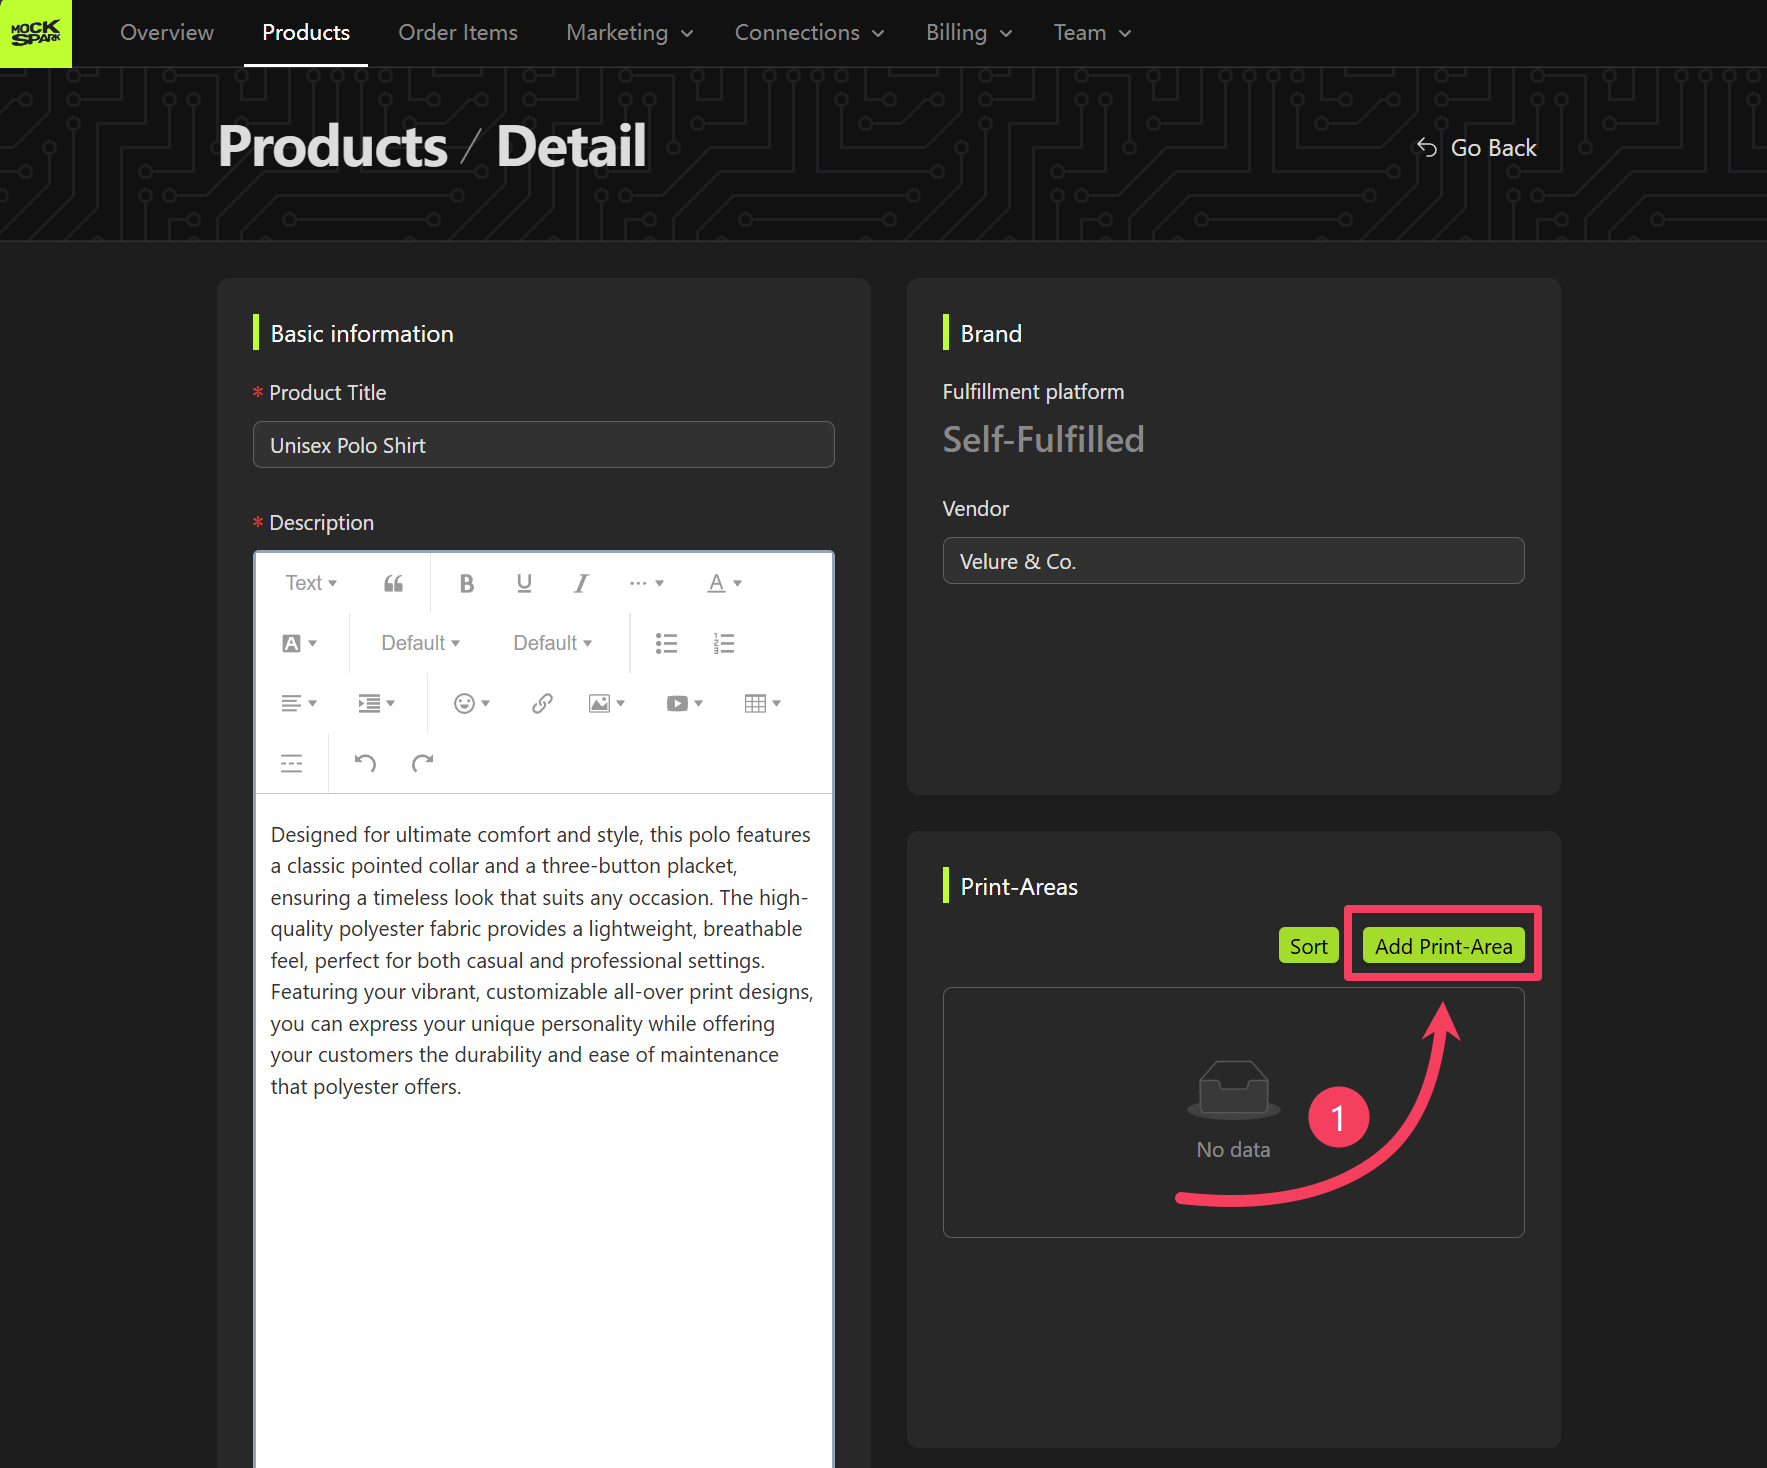 MOCK
SPARK
Overview
Products
Order Items
Marketing
Connections
Billing
Team
Products / Detail
Go Back
Basic information
* Product Title
Unisex Polo Shirt
* Description
Text
B U I ... A
A
Default
Default
Designed for ultimate comfort and style, this polo features
a classic pointed collar and a three-button placket,
ensuring a timeless look that suits any occasion. The high-
quality polyester fabric provides a lightweight, breathable
feel, perfect for both casual and professional settings.
Featuring your vibrant, customizable all-over print designs,
you can express your unique personality while offering
your customers the durability and ease of maintenance
that polyester offers.
Brand
Fulfillment platform
Self-Fulfilled
Vendor
Velure & Co.
Print-Areas
Sort
Add Print-Area
No data
1